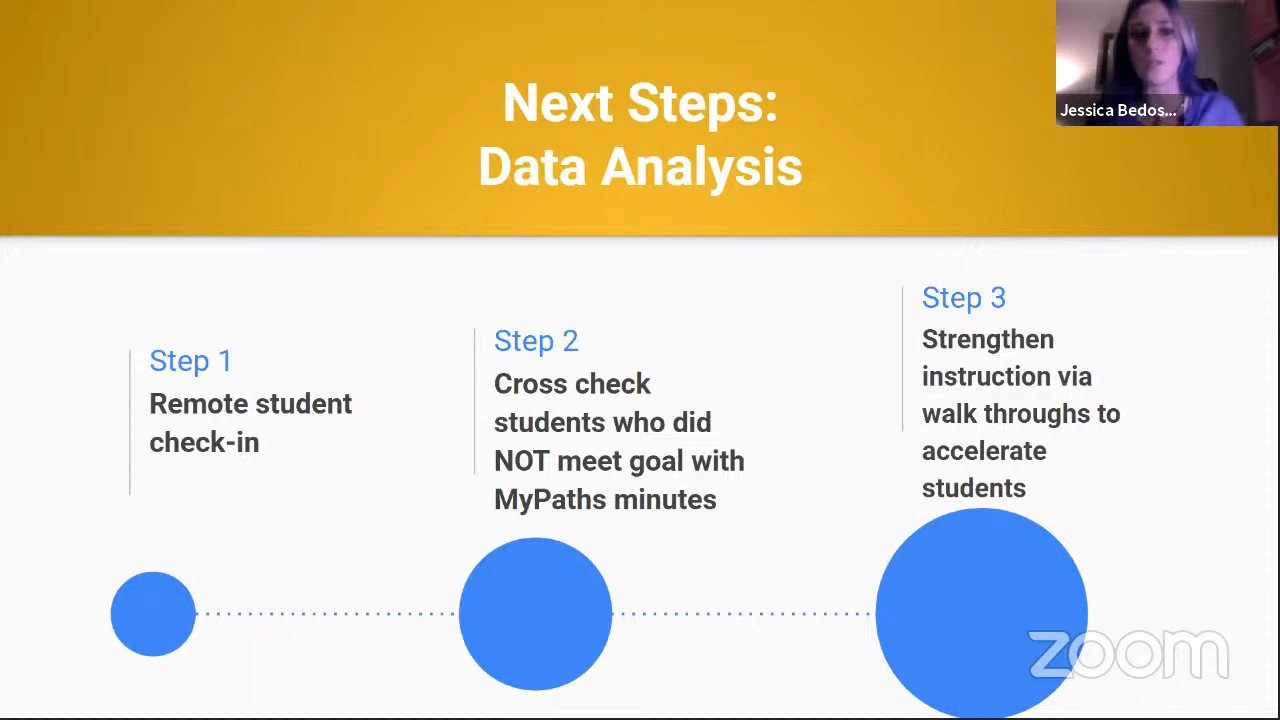 Next Steps:
Data Analysis
Jessica Bedos...
Step 1
Remote student
check-in
Step 2
Cross check
students who did
NOT meet goal with
MyPaths minutes
Step 3
Strengthen
instruction via
walk throughs to
accelerate
students
zoom